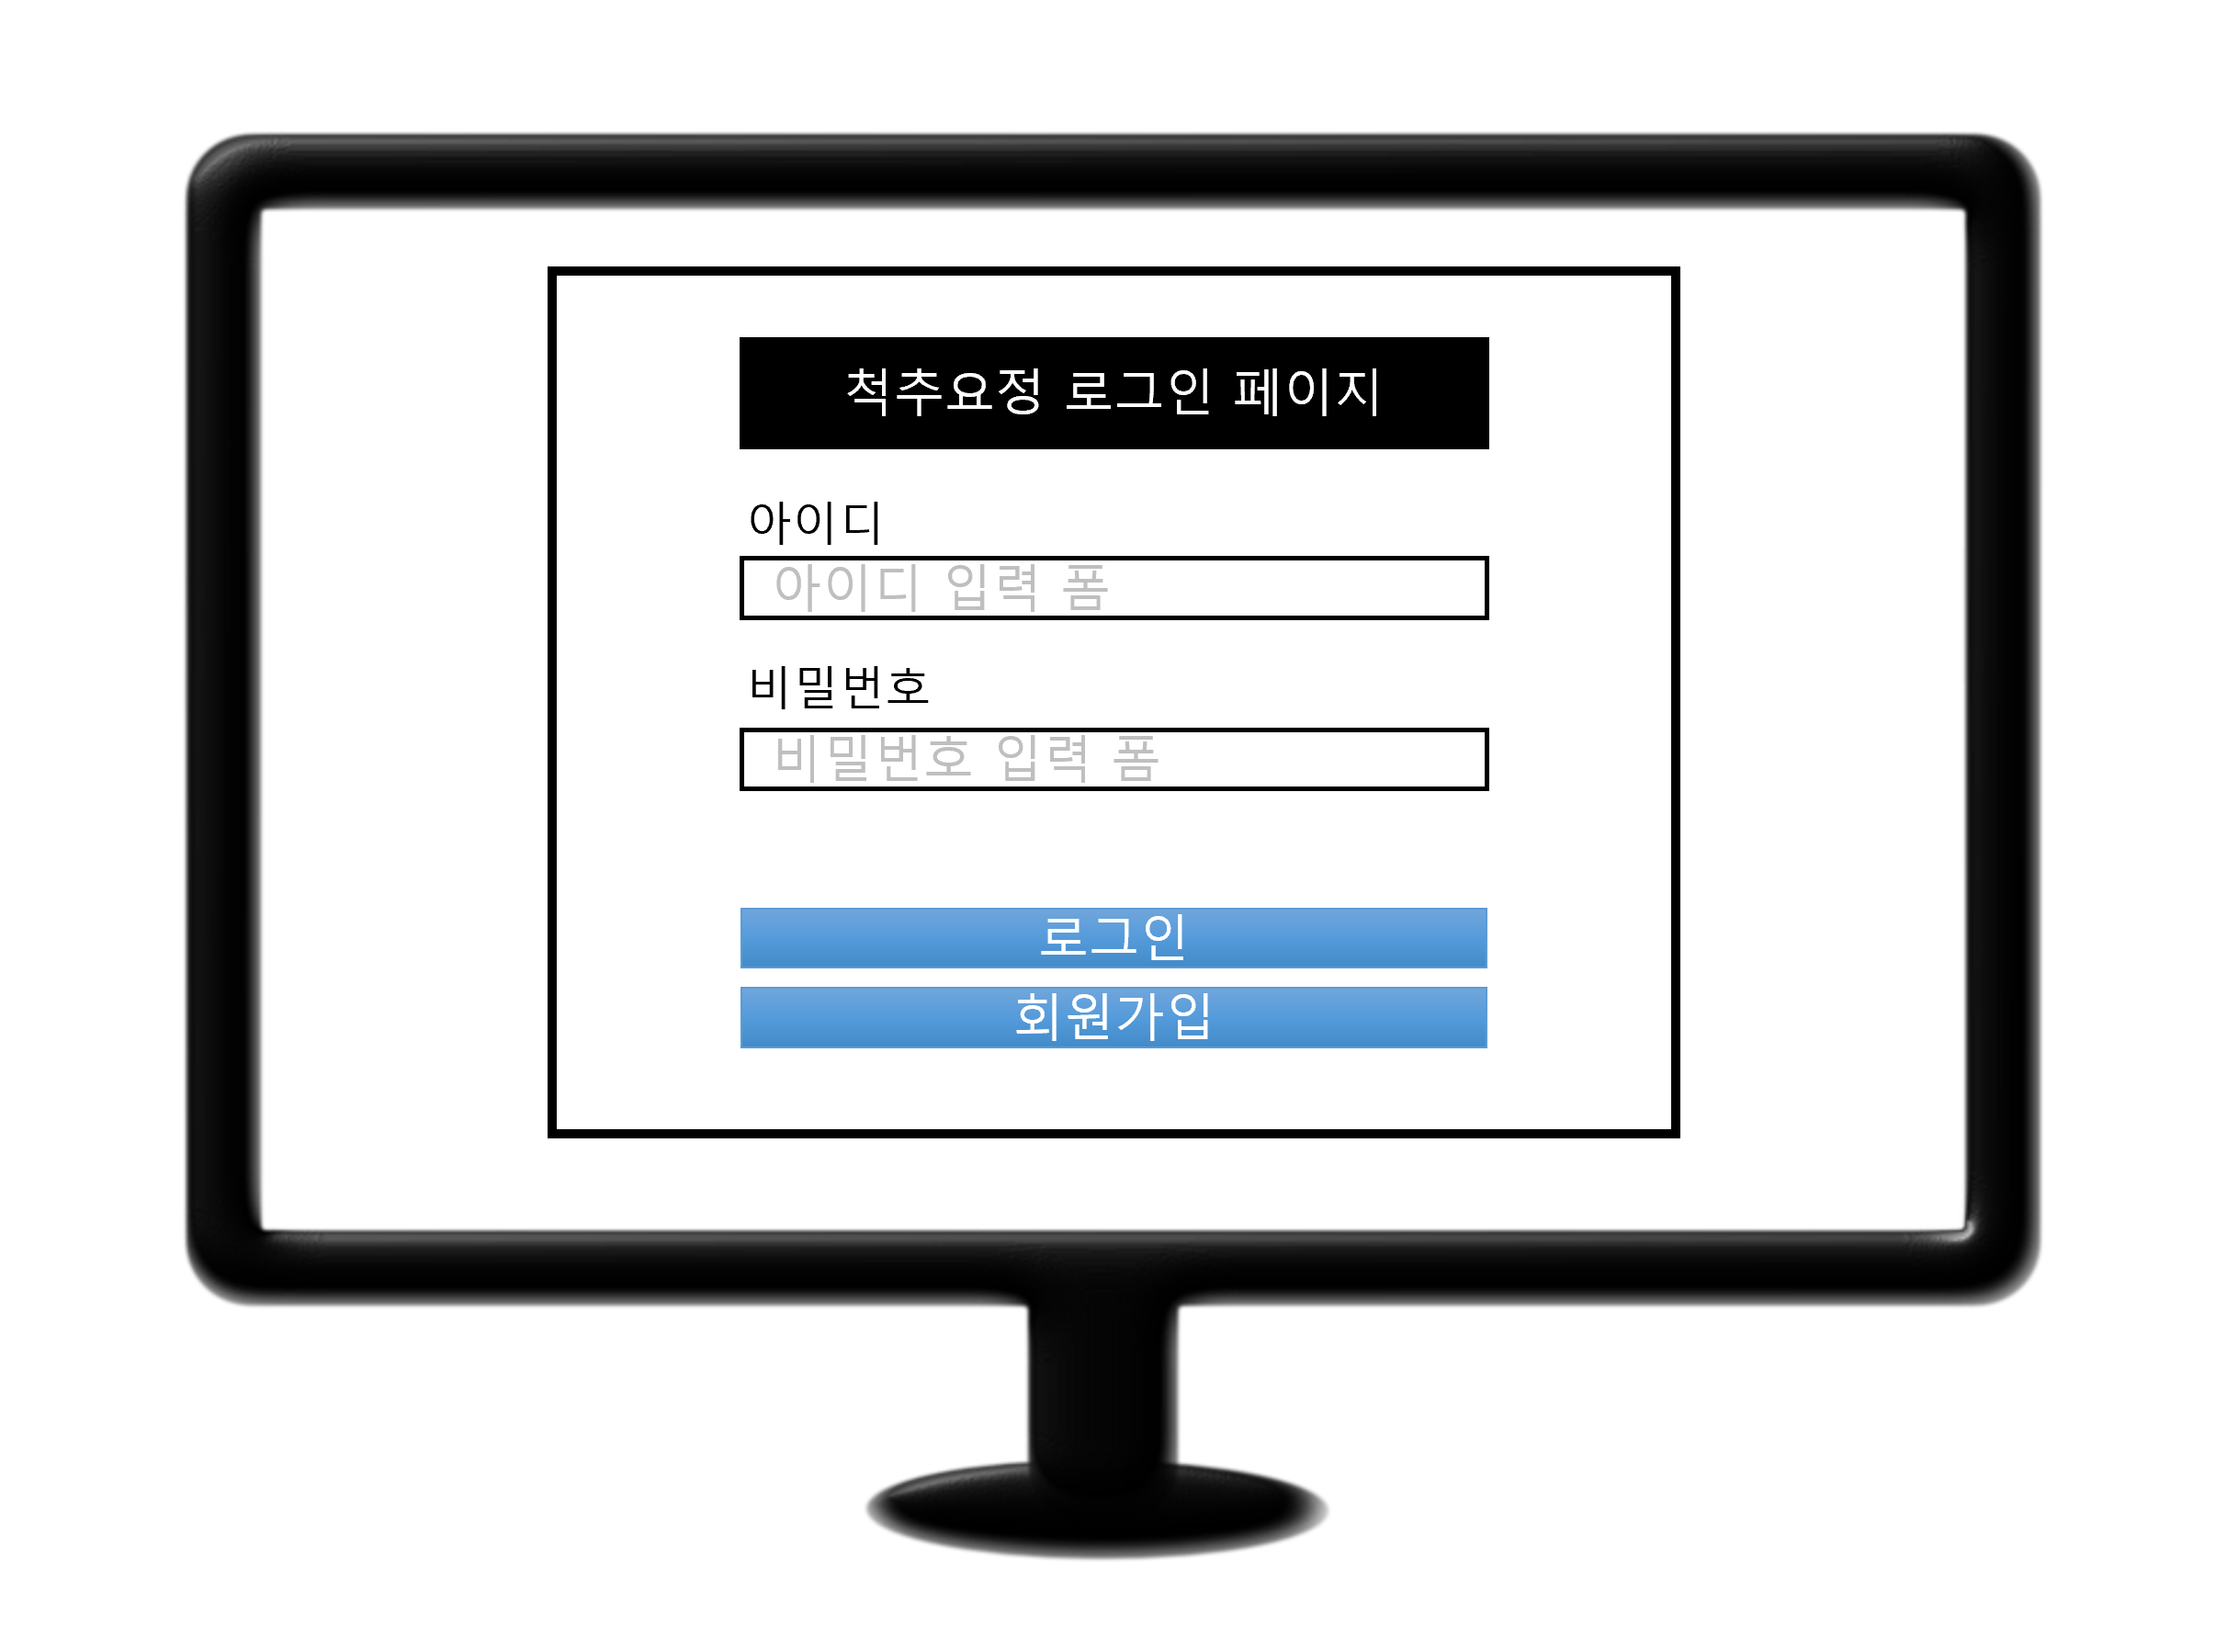 척추요정 로그인 페이지
아이디
아이디 입력 폼
비밀번호
비밀번호 입력 폼
로그인
회원가입